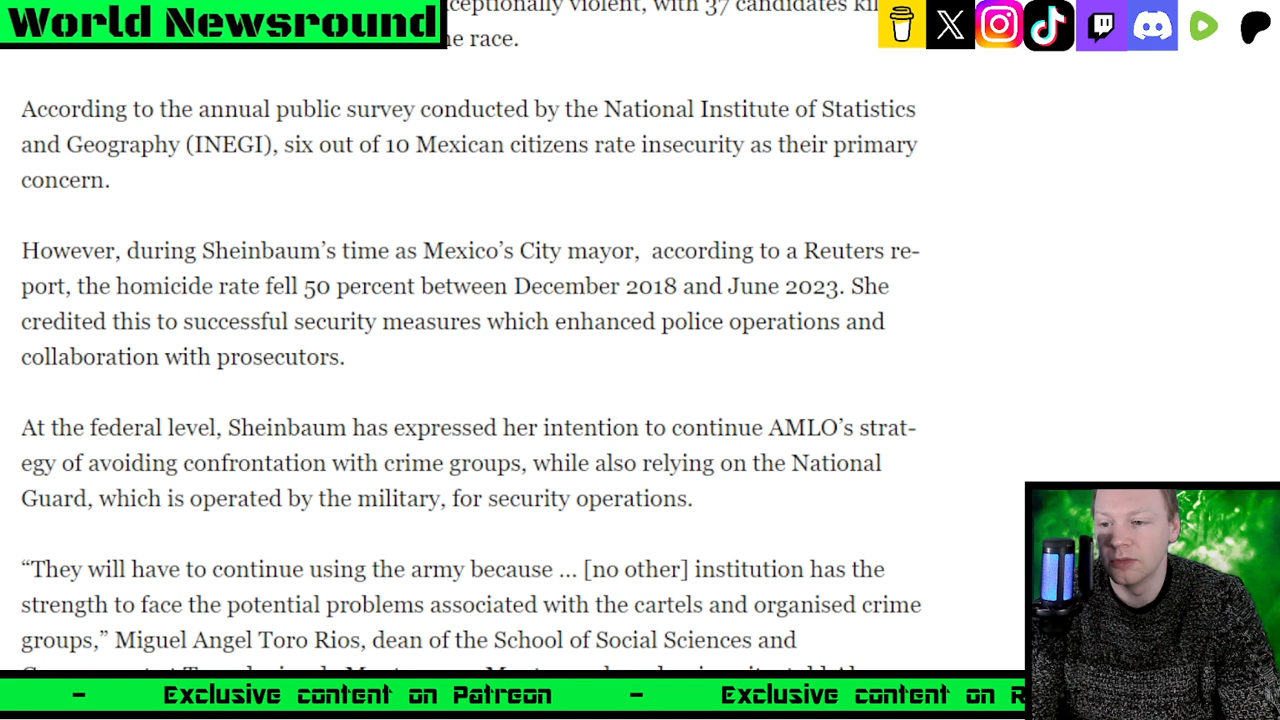 World Newsround
ceptionally violent, with 37 candidates
e race.
According to the annual public survey conducted by the National Institute of Statistics
and Geography (INEGI), six out of 10 Mexican citizens rate insecurity as their primary
concern.
However, during Sheinbaum’s time as Mexico’s City mayor,  according to a Reuters re-
port, the homicide rate fell 50 percent between December 2018 and June 2023. She
credited this to successful security measures which enhanced police operations and
collaboration with prosecutors.
At the federal level, Sheinbaum has expressed her intention to continue AMLO’s strat-
egy of avoiding confrontation with crime groups, while also relying on the National
Guard, which is operated by the military, for security operations.
“They will have to continue using the army because ... [no other] institution has the
strength to face the potential problems associated with the cartels and organised crime
groups,” Miguel Angel Toro Rios, dean of the School of Social Sciences and
- Exclusive content on Patreon - Exclusive content on R